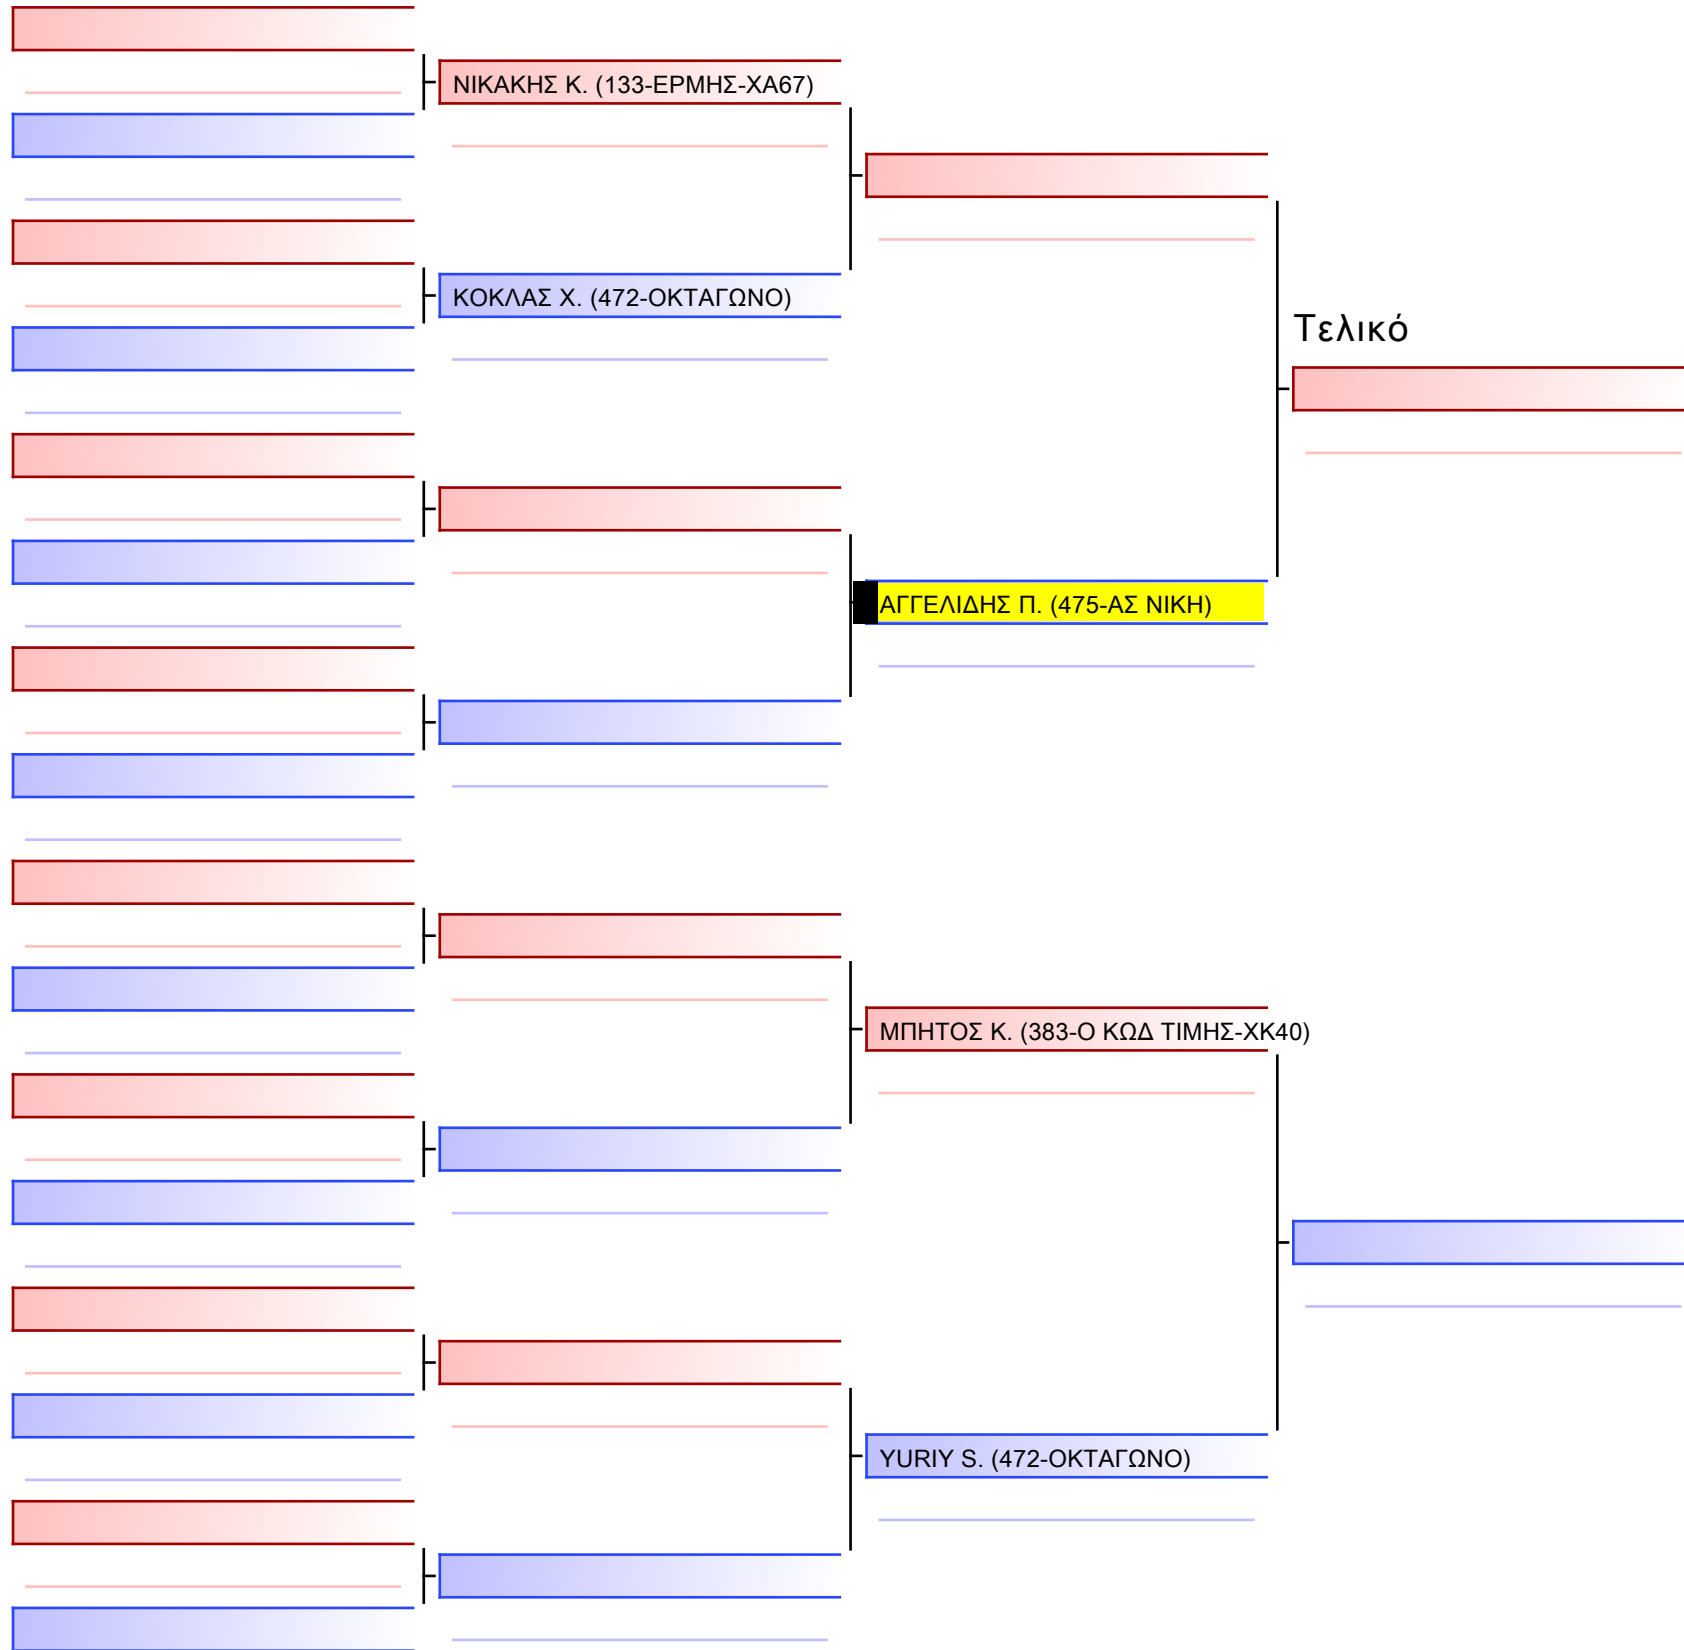 ΝΙΚΑΚΗΣ Κ. (133-ΕΡΜΗΣ-ΧΑ67)
ΚΟΚΛΑΣ Χ. (472-ΟΚΤΑΓΩΝΟ)
Τελικό
ΑΓΓΕΛΙΔΗΣ Π. (475-ΑΣ ΝΙΚΗ)
ΜΠΗΤΟΣ Κ. (383-Ο ΚΩΔ ΤΙΜΗΣ-ΧΚ40)
YURIY S. (472-ΟΚΤΑΓΩΝΟ)